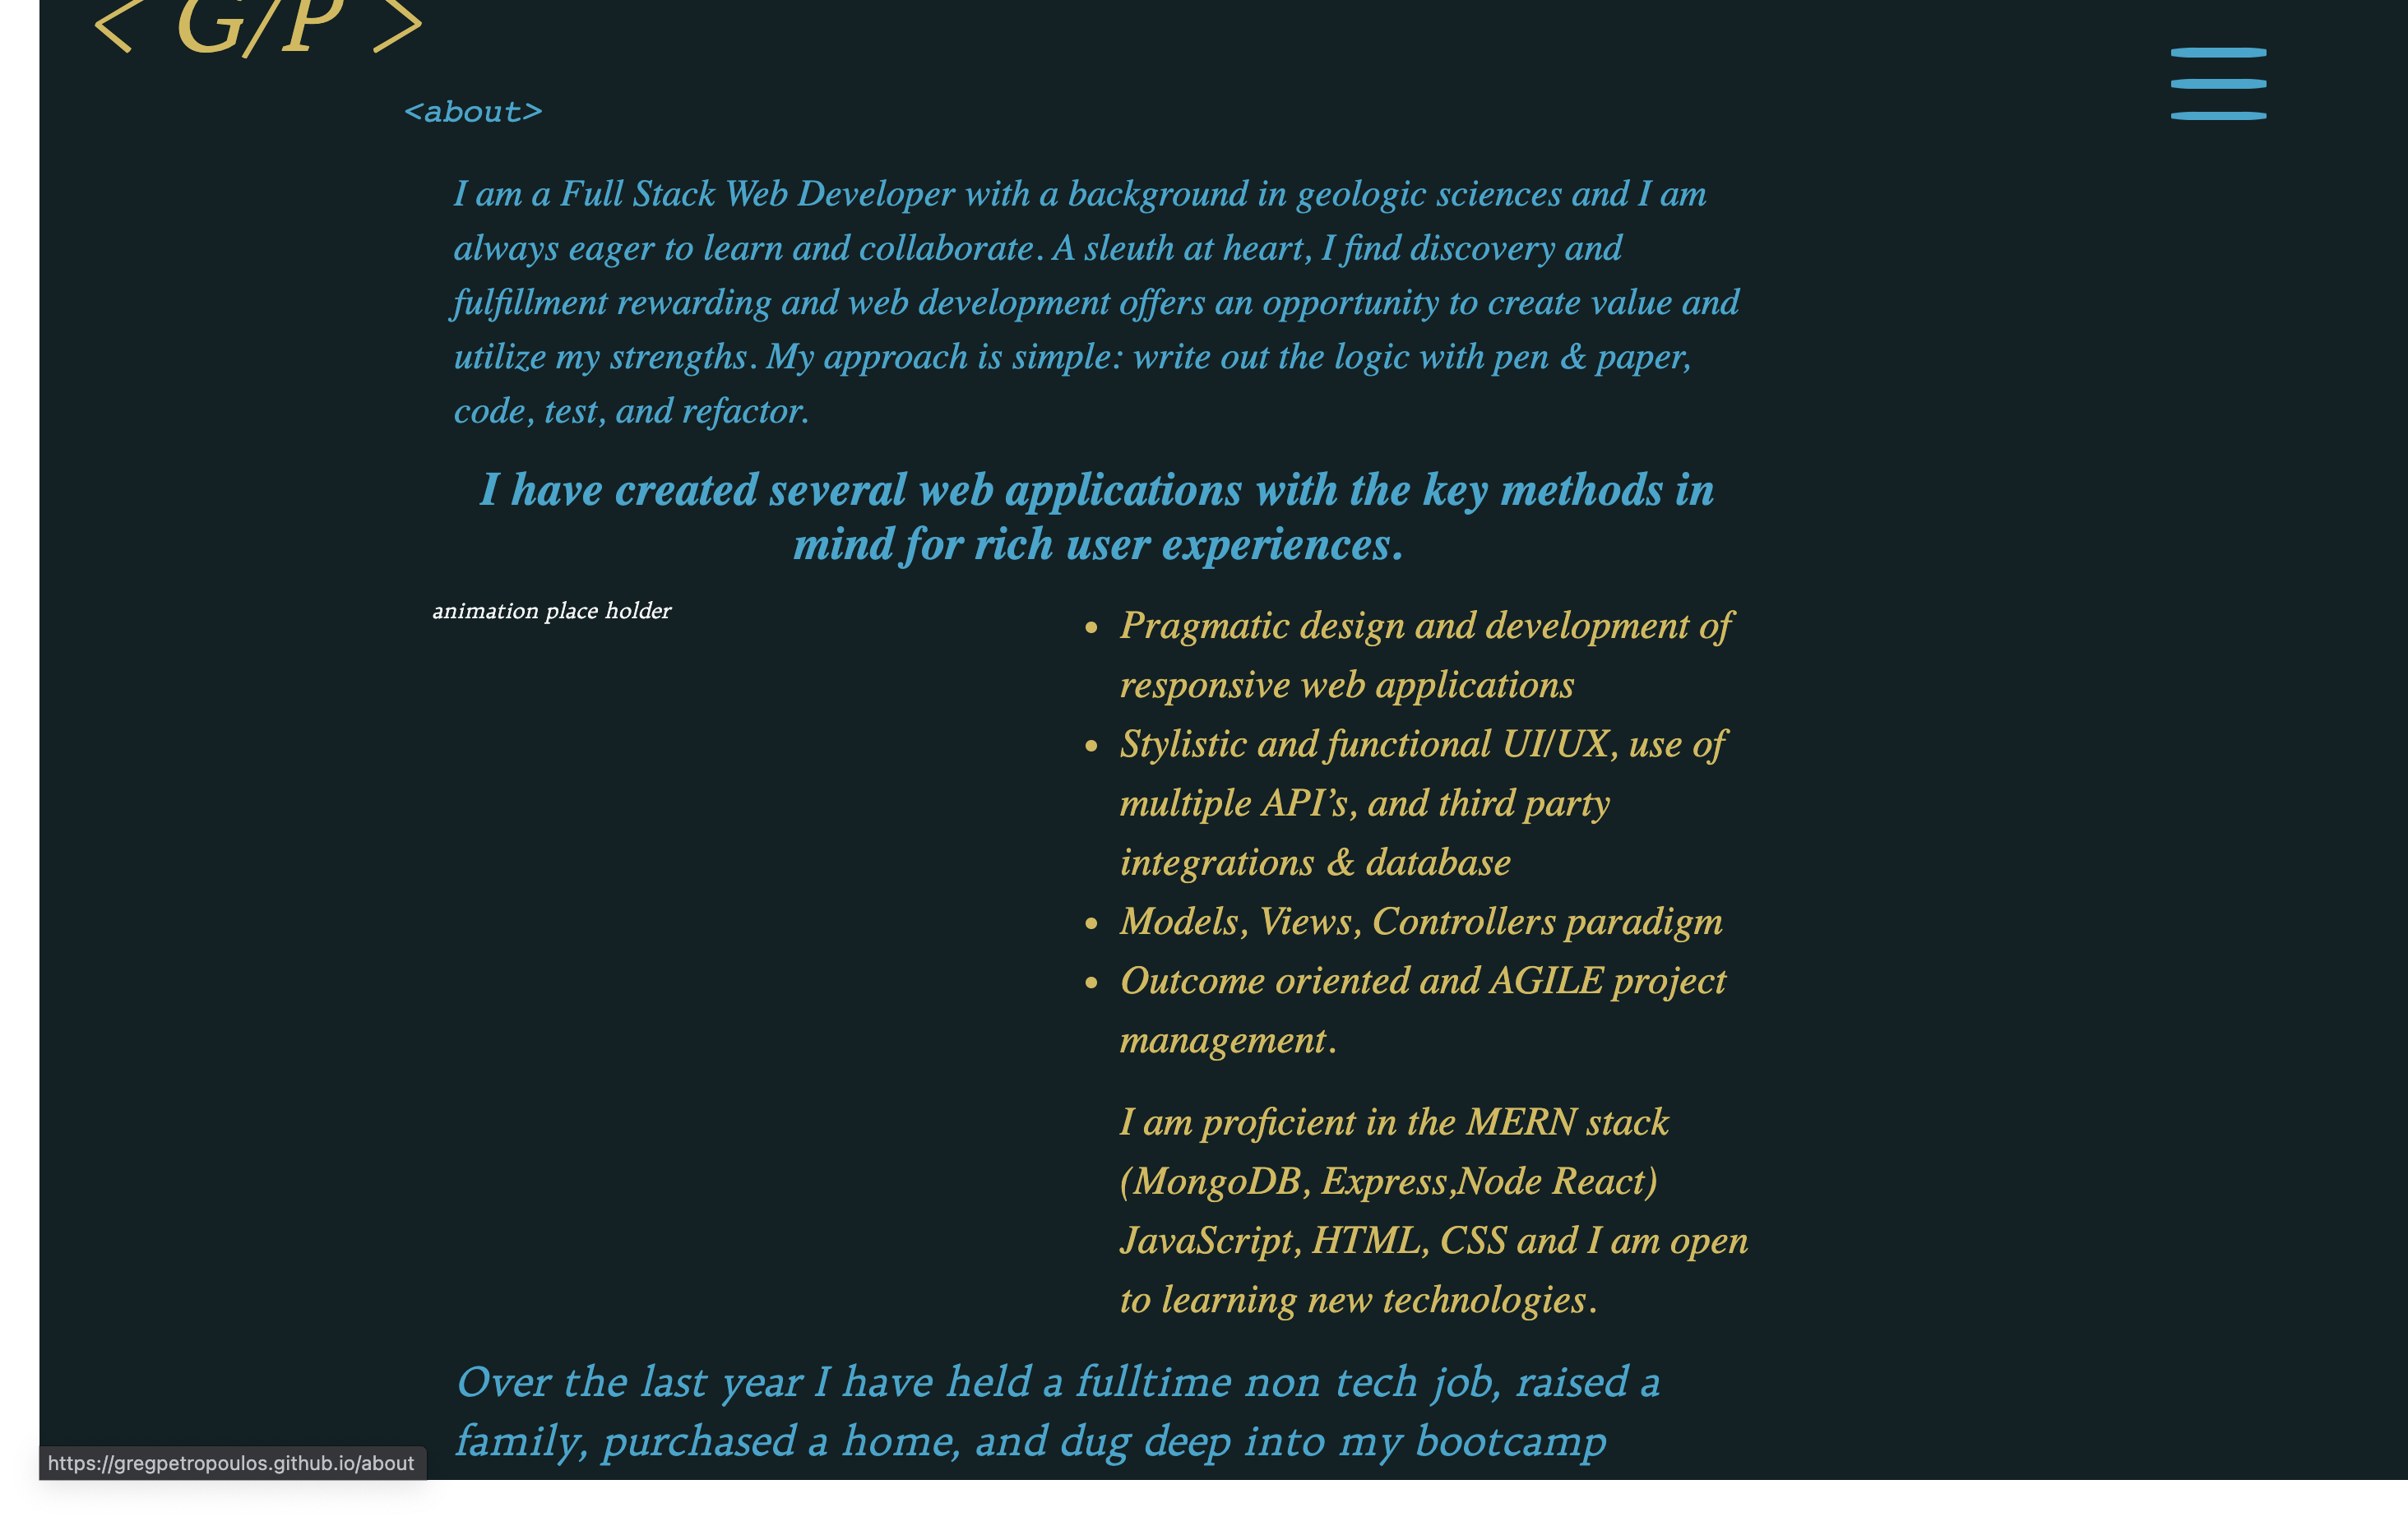 < G/P >
<about>
I am a Full Stack Web Developer with a background in geologic sciences and I am
always eager to learn and collaborate. A sleuth at heart, I find discovery and
fulfillment rewarding and web development offers an opportunity to create value and
utilize my strengths. My approach is simple: write out the logic with pen & paper,
code, test, and refactor.
I have created several web applications with the key methods in
mind for rich user experiences.
animation place holder
• Pragmatic design and development of
responsive web applications
• Stylistic and functional UI/UX, use of
multiple API’s, and third party
integrations & database
• Models, Views, Controllers paradigm
• Outcome oriented and AGILE project
management.
I am proficient in the MERN stack
(MongoDB, Express,Node React)
JavaScript, HTML, CSS and I am open
to learning new technologies.
Over the last year I have held a fulltime non tech job, raised a
family, purchased a home, and dug deep into my bootcamp
https://gregpetropoulos.github.io/about